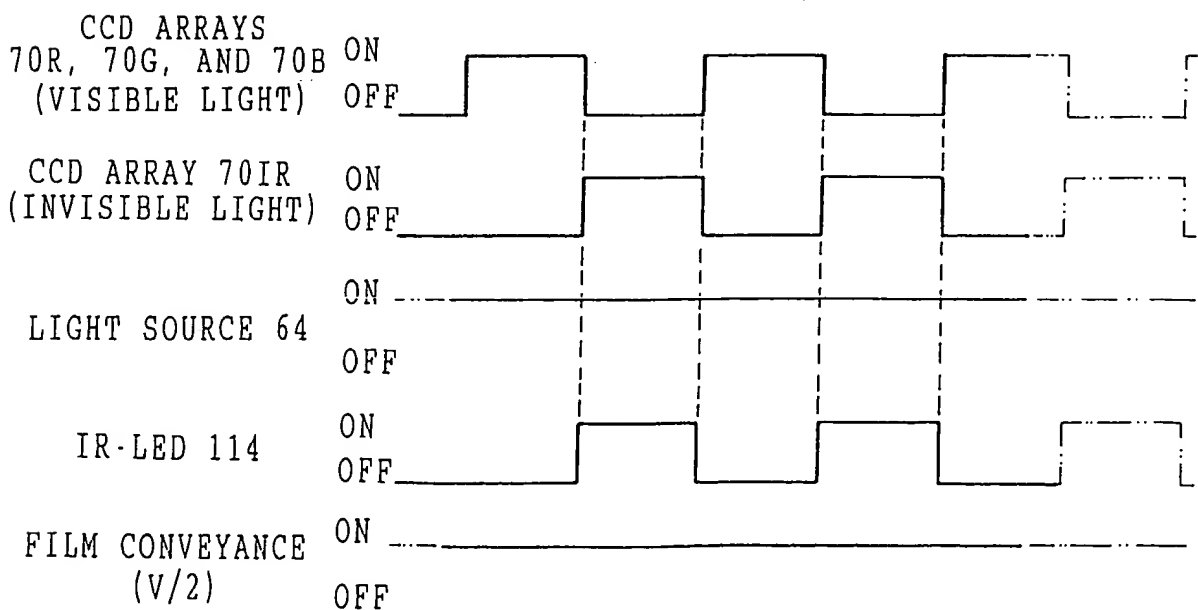 CCD ARRAYS
70R, 70G, AND 70B
(VISIBLE LIGHT)
ON
OFF
CCD ARRAY 70IR
(INVISIBLE LIGHT)
ON
OFF
LIGHT SOURCE 64
ON
OFF
IR-LED 114
ON
OFF
FILM CONVEYANCE
(V/2)
ON
OFF